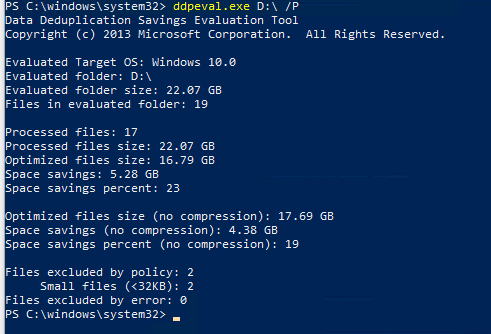 PS C:\windows\system32> ddpeval.exe D:\ /P
Data Deduplication Savings Evaluation Tool
Copyright (c) 2013 Microsoft Corporation.  All Rights Reserved.

Evaluated Target OS: Windows 10.0
Evaluated folder: D:\
Evaluated folder size: 22.07 GB
Files in evaluated folder: 19

Processed files: 17
Processed files size: 22.07 GB
Optimized files size: 16.79 GB
Space savings: 5.28 GB
Space savings percent: 23

Optimized files size (no compression): 17.69 GB
Space savings (no compression): 4.38 GB
Space savings percent (no compression): 19

Files excluded by policy: 2
    Small files (<32KB): 2
Files excluded by error: 0
PS C:\windows\system32> _